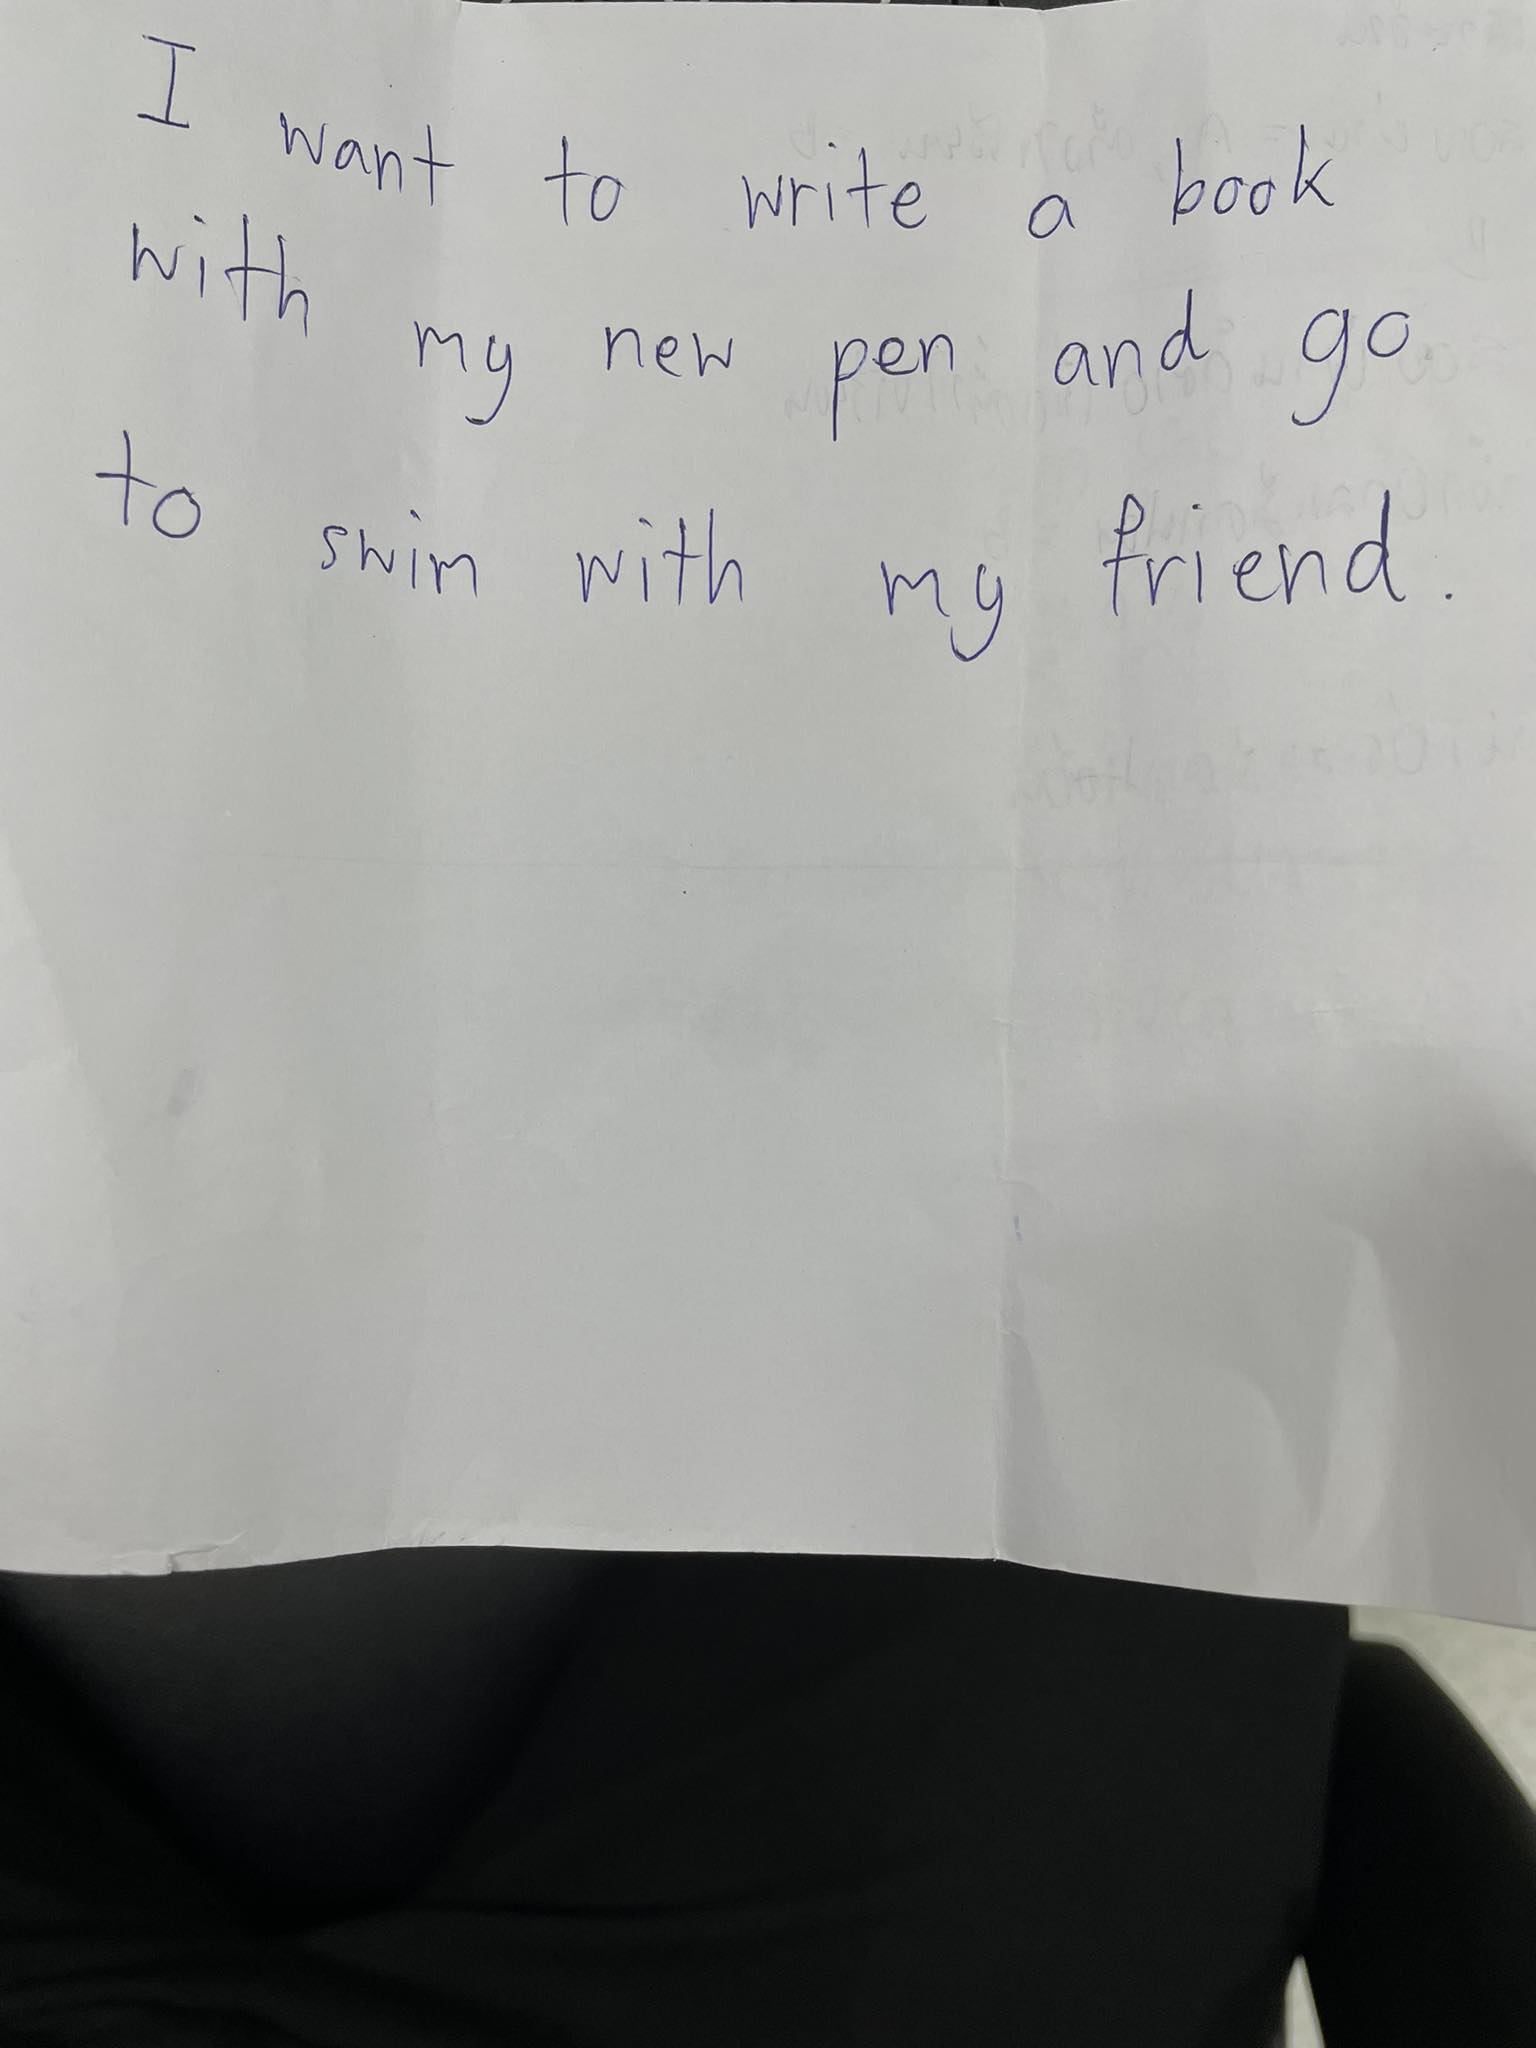 I want to write a book
with my new pen and go
to swim with my friend.